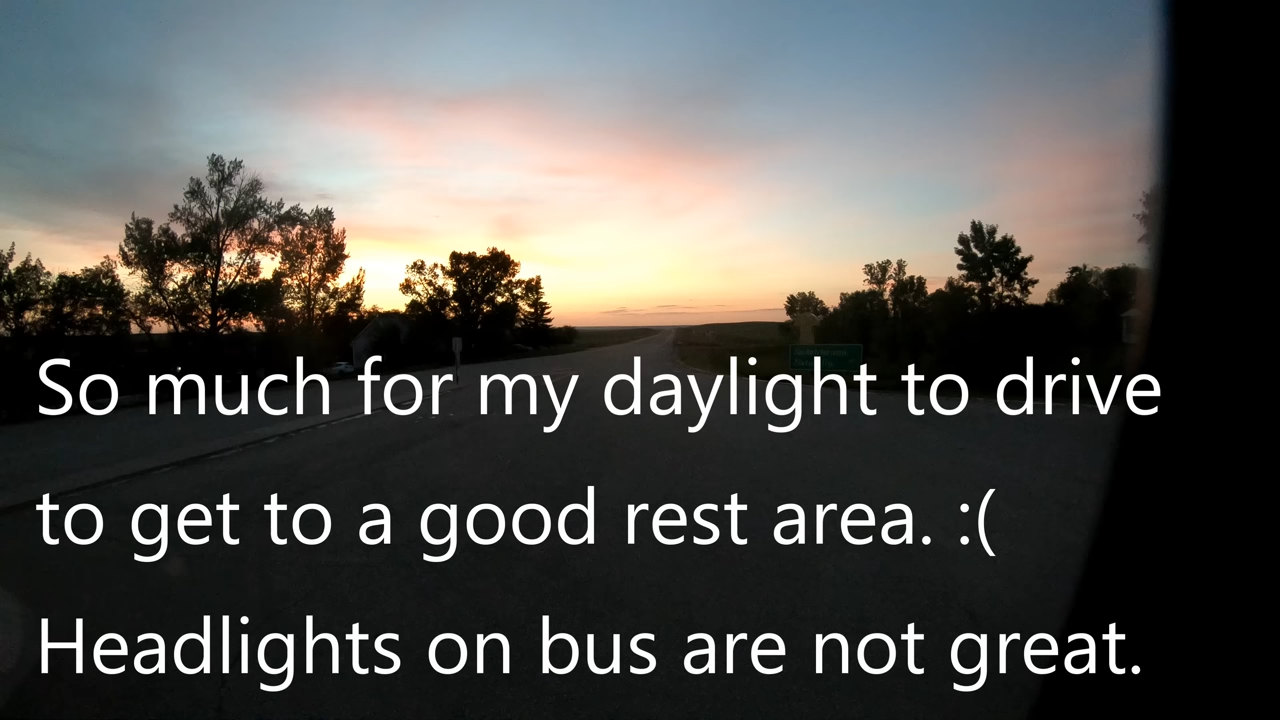 So much for my daylight to drive
to get to a good rest area. :(
Headlights on bus are not great.